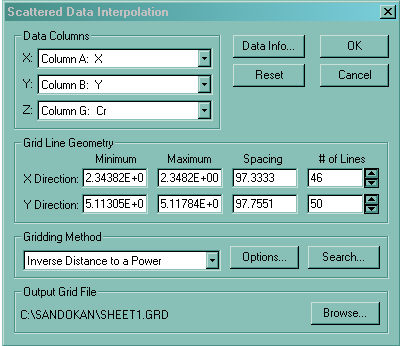 Scattered Data Interpolation
Data Columns
X: Column A: X
Y: Column B: Y
Z: Column G: Cr
Data Info... OK
Reset Cancel
Grid Line Geometry
Minimum Maximum Spacing # of Lines
X Direction: 2.34382E+0 2.3482E+00 97.3333 46
Y Direction: 5.11305E+0 5.11784E+0 97.7551 50
Gridding Method
Inverse Distance to a Power Options... Search...
Output Grid File
C:\SANDOKAN\SHEET1.GRD Browse...